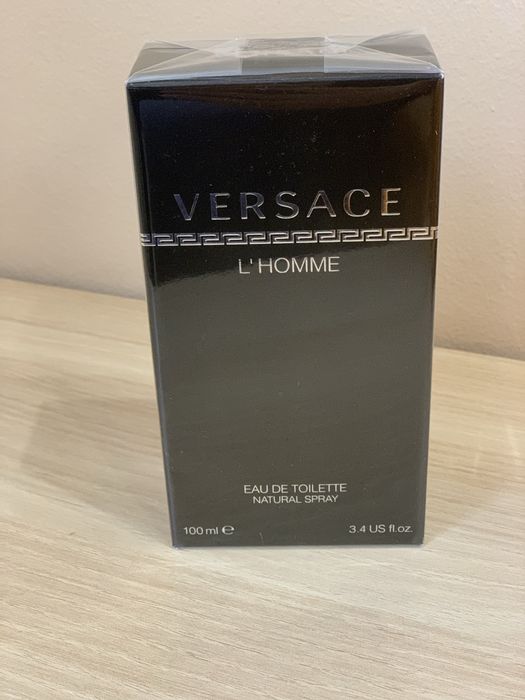 VERSACE
L'HOMME
EAU DE TOILETTE
NATURAL SPRAY
100 ml ℮ 3.4 US fl.oz.